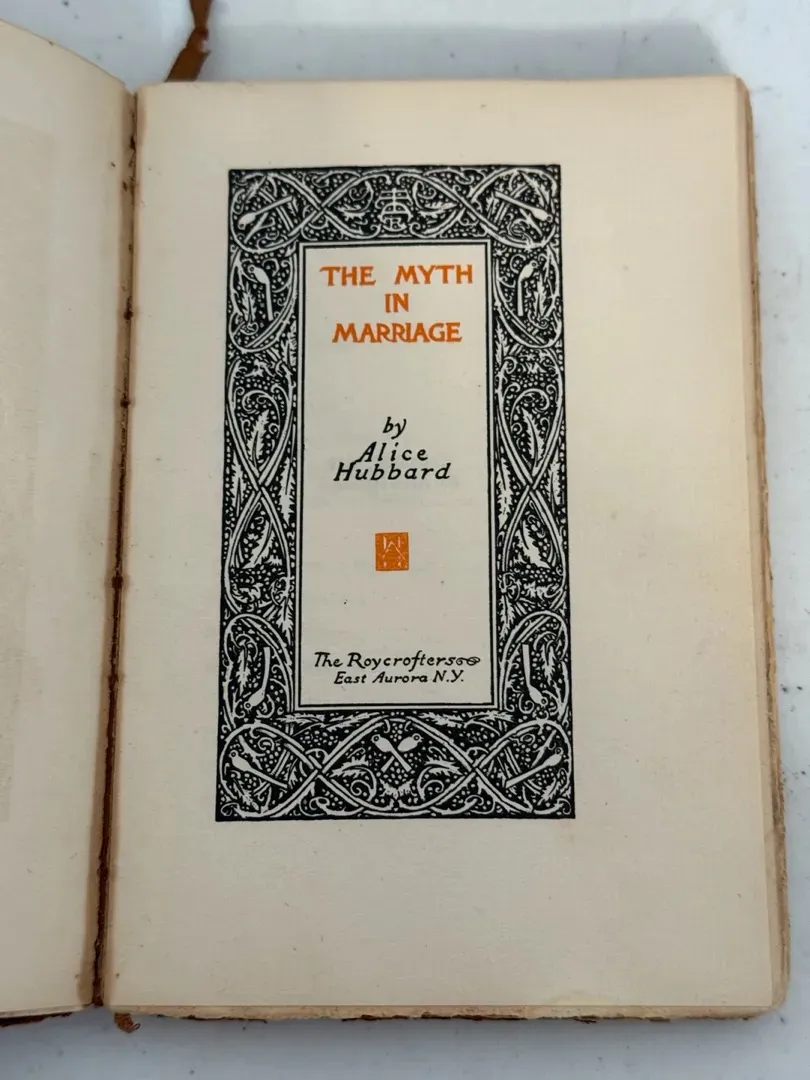 THE MYTH
IN
MARRIAGE
by
Alice
Hubbard
The Roycrofters
East Aurora N.Y.